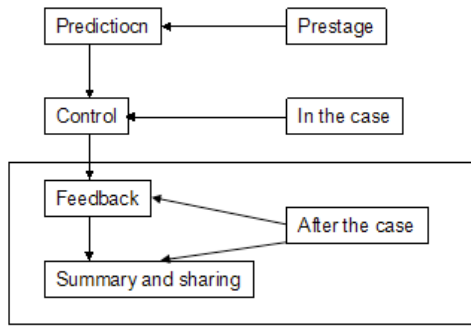 Predictiocn
Prestage
Control
In the case
Feedback
After the case
Summary and sharing